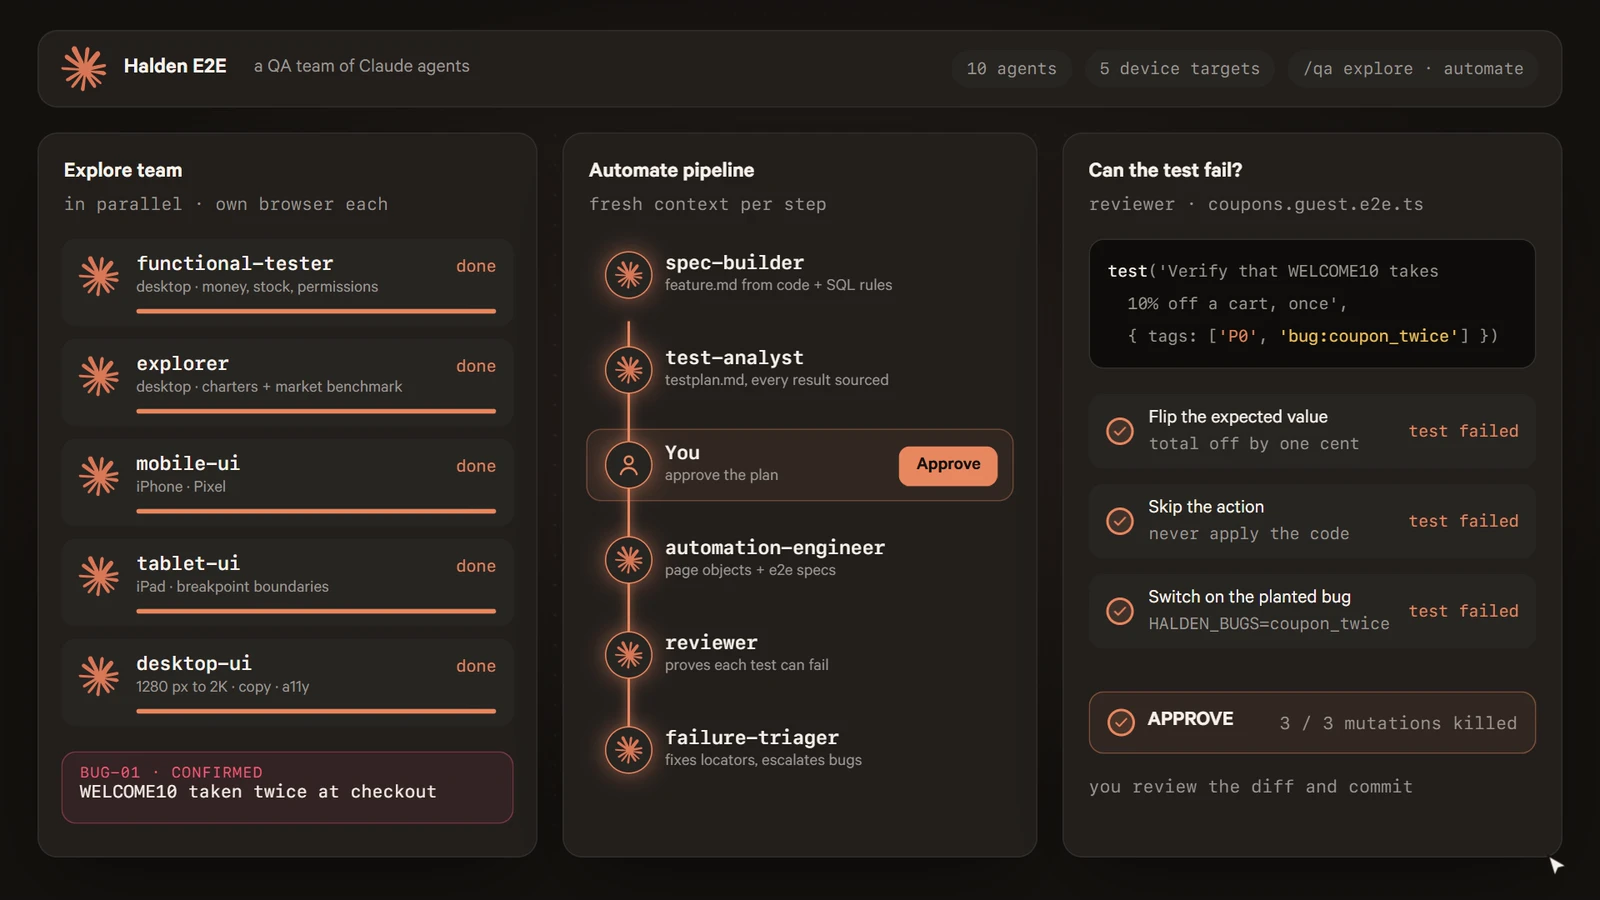 Halden E2E
a QA team of Claude agents
10 agents
5 device targets
/qa explore · automate
Explore team
in parallel · own browser each
functional-tester
done
desktop · money, stock, permissions
explorer
done
desktop · charters + market benchmark
mobile-ui
done
iPhone · Pixel
tablet-ui
done
iPad · breakpoint boundaries
desktop-ui
done
1280 px to 2K · copy · a11y
BUG-01 · CONFIRMED
WELCOME10 taken twice at checkout
Automate pipeline
fresh context per step
spec-builder
feature.md from code + SQL rules
test-analyst
testplan.md, every result sourced
You
approve the plan
Approve
automation-engineer
page objects + e2e specs
reviewer
proves each test can fail
failure-triager
fixes locators, escalates bugs
Can the test fail?
reviewer · coupons.guest.e2e.ts
test('Verify that WELCOME10 takes
10% off a cart, once',
{ tags: ['P0', 'bug:coupon_twice'] })
Flip the expected value
total off by one cent
test failed
Skip the action
never apply the code
test failed
Switch on the planted bug
HALDEN_BUGS=coupon_twice
test failed
APPROVE
3 / 3 mutations killed
you review the diff and commit